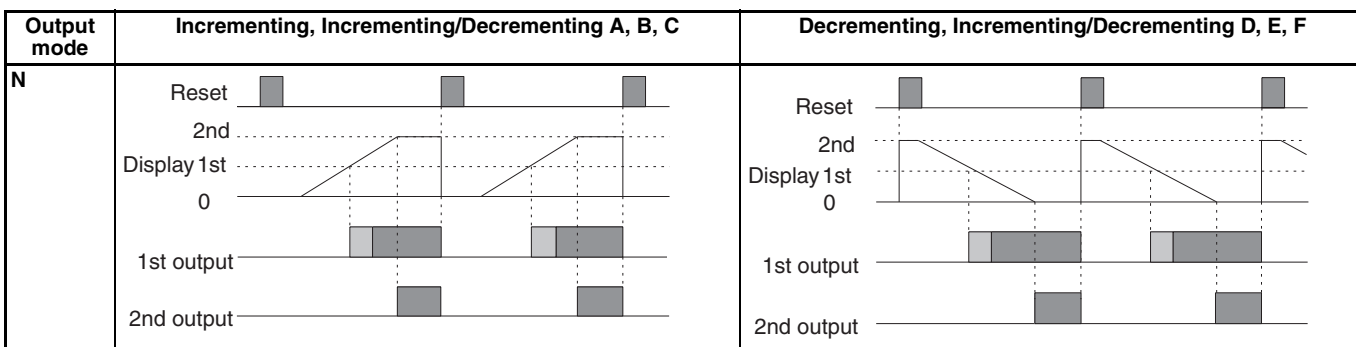 Output mode
Incrementing, Incrementing/Decrementing A, B, C
Decrementing, Incrementing/Decrementing D, E, F
N
Reset
2nd
Display 1st
0
1st output
2nd output
Reset
2nd
Display 1st
0
1st output
2nd output